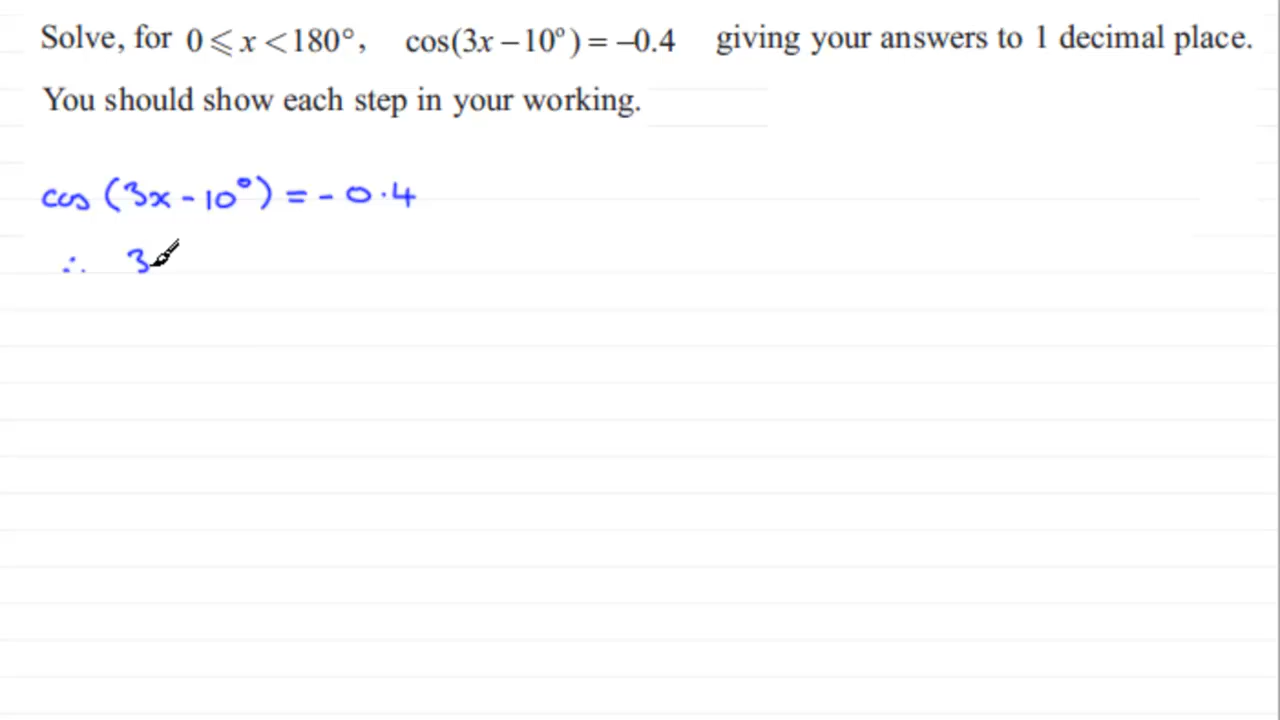 Solve, for 0 ⩽ x < 180°, cos(3x – 10°) = –0.4 giving your answers to 1 decimal place.
You should show each step in your working.
cos (3x - 10°) = - 0.4
∴ 3